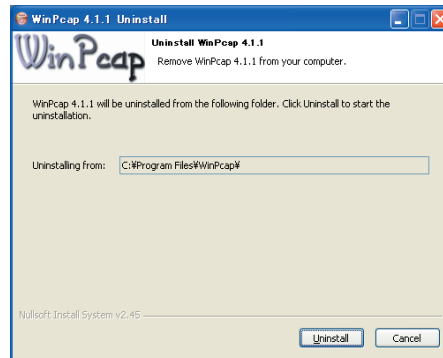 WinPcap 4.1.1 Uninstall
WinPcap
Uninstall WinPcap 4.1.1
Remove WinPcap 4.1.1 from your computer.
WinPcap 4.1.1 will be uninstalled from the following folder. Click Uninstall to start the
uninstallation.
Uninstalling from: C:¥Program Files¥WinPcap¥
Nullsoft Install System v2.45
Uninstall Cancel